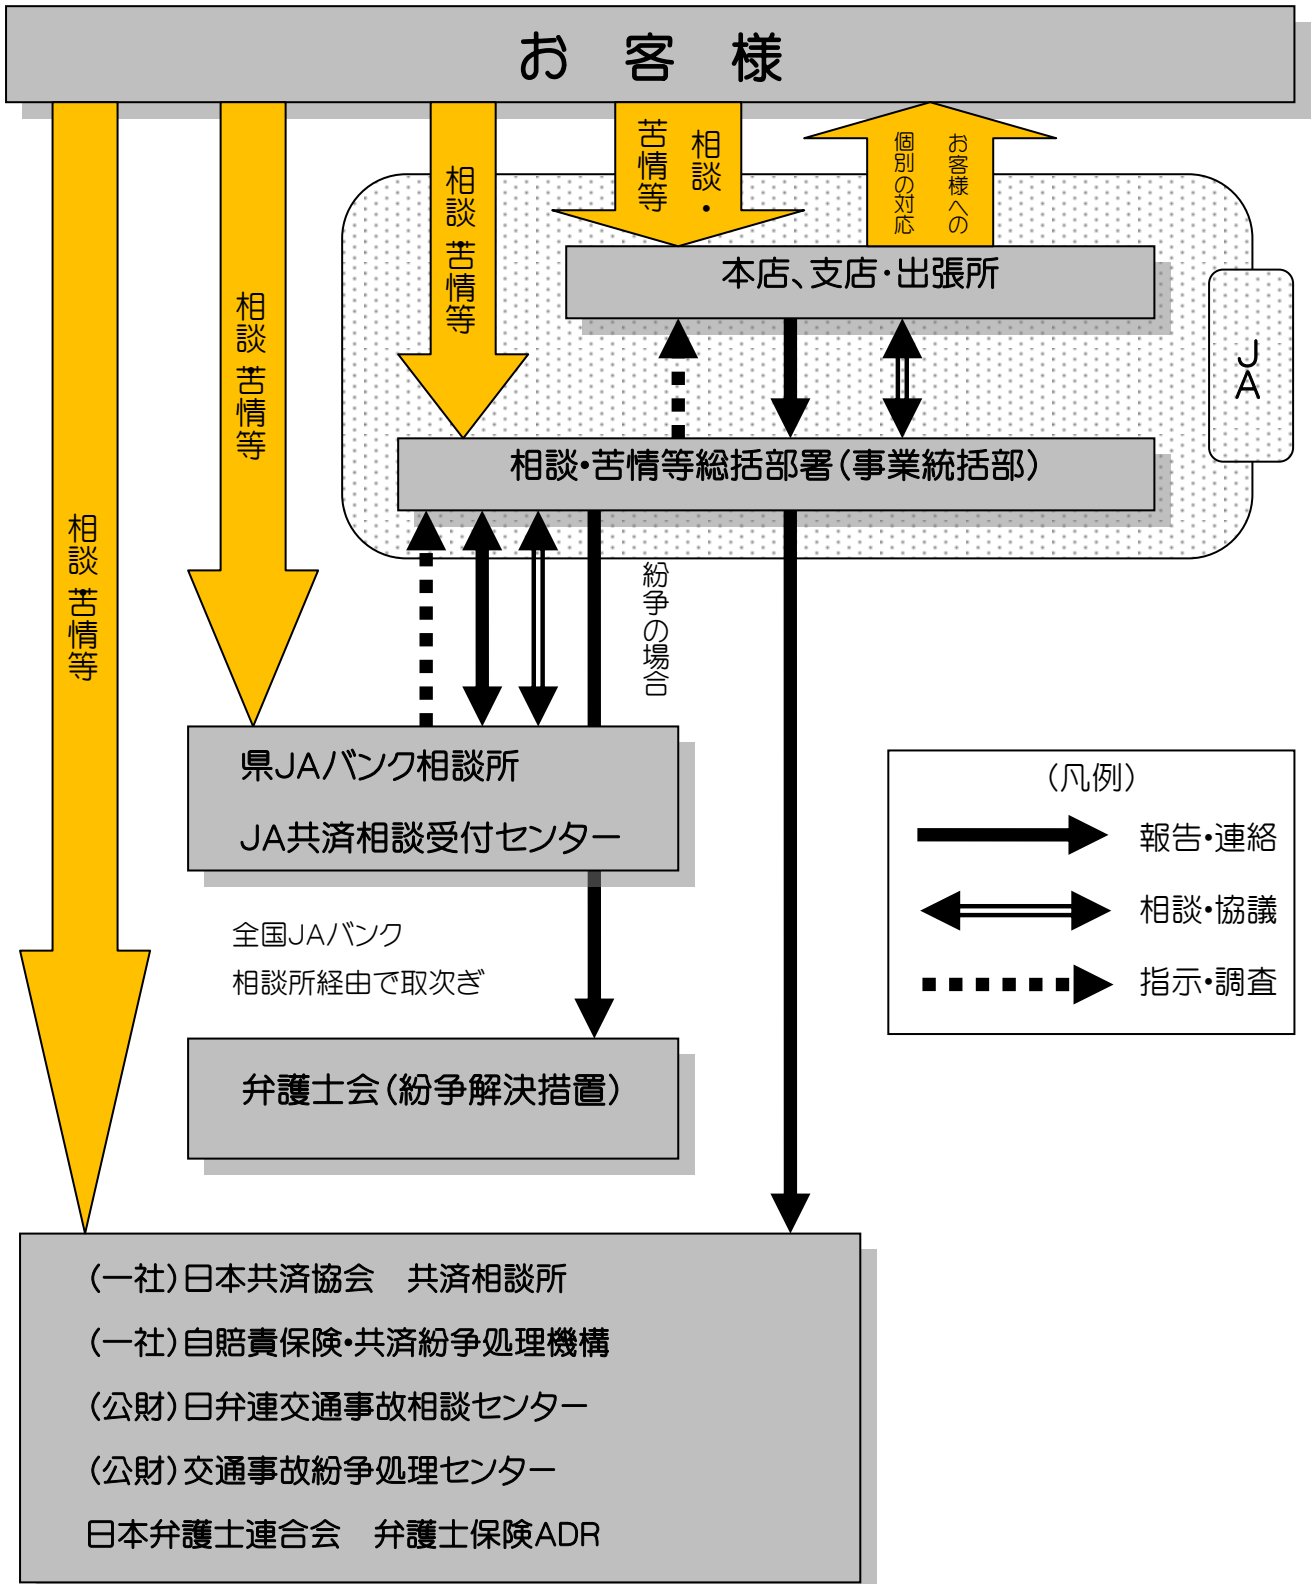 お　客　様
相談・苦情等
相談・苦情等
相談・苦情等
相談・
苦情等
お客様への
個別の対応
本店、支店・出張所
JA
相談・苦情等総括部署（事業統括部）
紛争の場合
県JAバンク相談所
JA共済相談受付センター
（凡例）
報告・連絡
相談・協議
指示・調査
全国JAバンク
相談所経由で取次ぎ
弁護士会（紛争解決措置）
（一社）日本共済協会　共済相談所
（一社）自賠責保険・共済紛争処理機構
（公財）日弁連交通事故相談センター
（公財）交通事故紛争処理センター
日本弁護士連合会　弁護士保険ADR